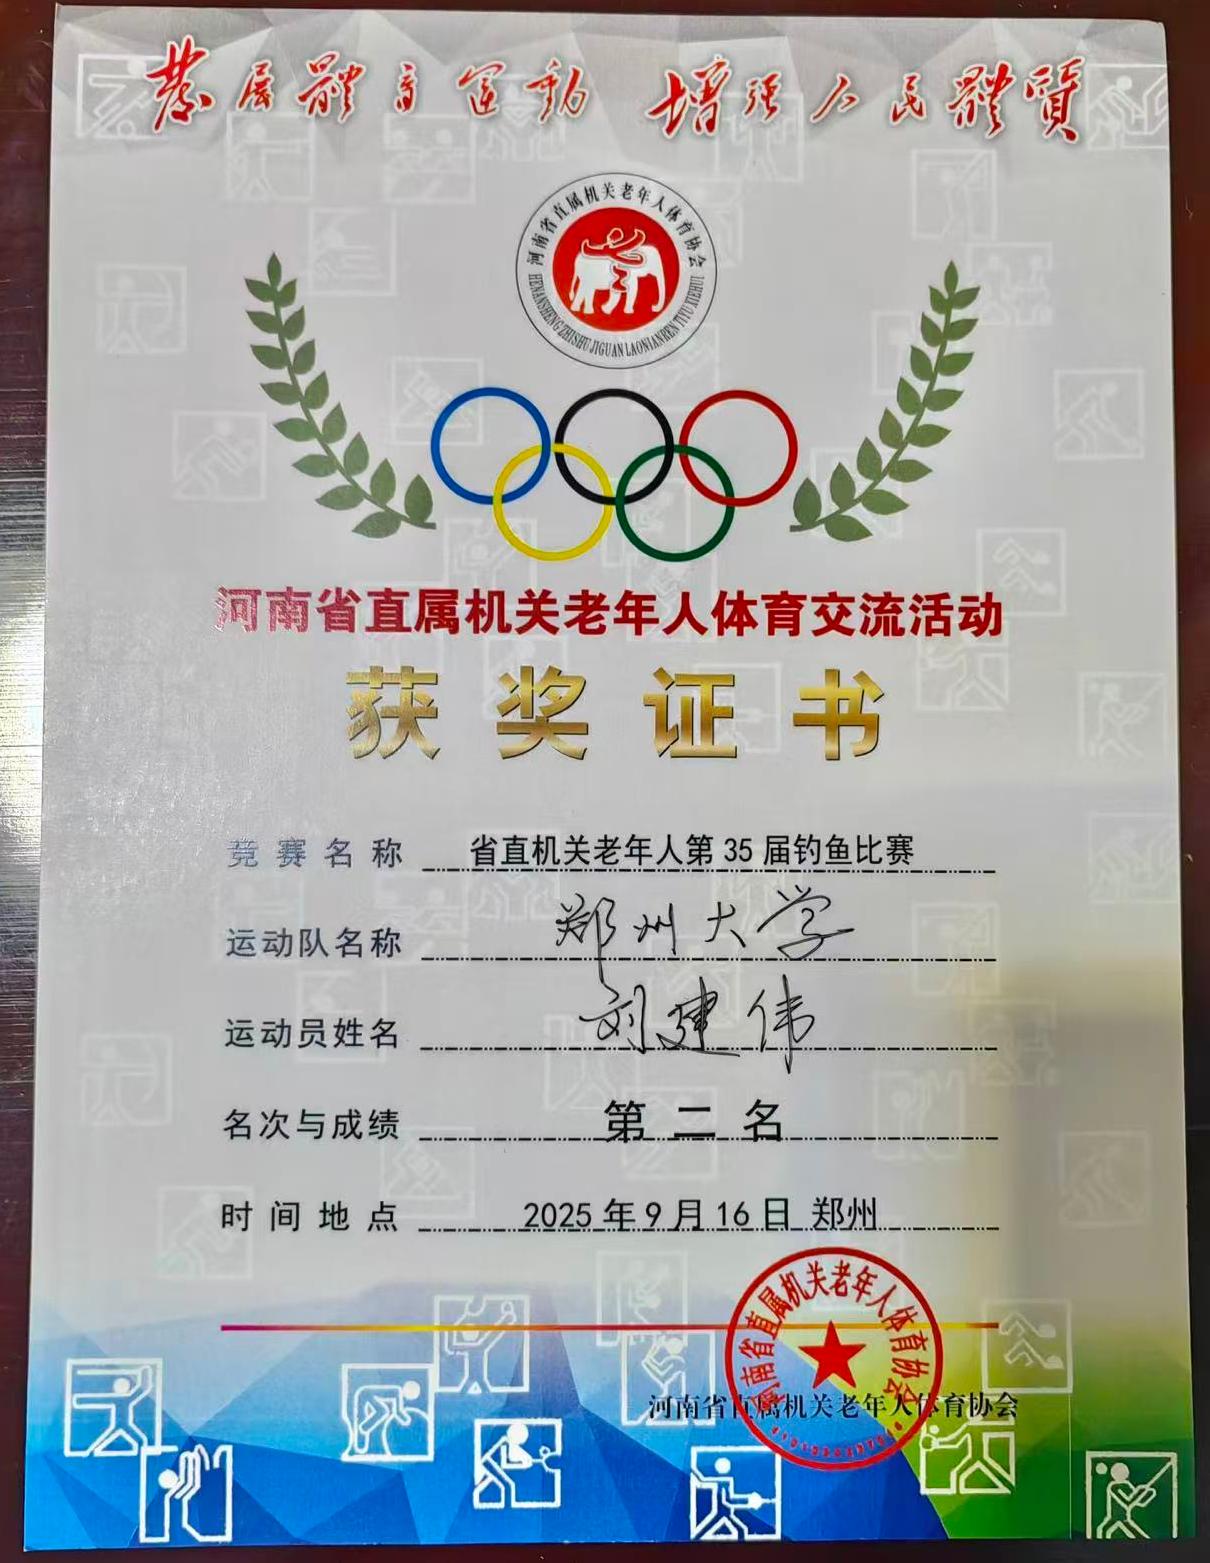 發展體育運動 增强人民體質
河南省直属机关老年人体育协会
HENANSHENG ZHISHU JIGUAN LAONIANREN TIYU XIEHUI
河南省直属机关老年人体育交流活动
获奖证书
竞赛名称 省直机关老年人第35届钓鱼比赛
运动队名称 郑州大学
运动员姓名 刘建伟
名次与成绩 第二名
时间地点 2025年9月16日 郑州
河南省直属机关老年人体育协会
河南省直属机关老年人体育协会